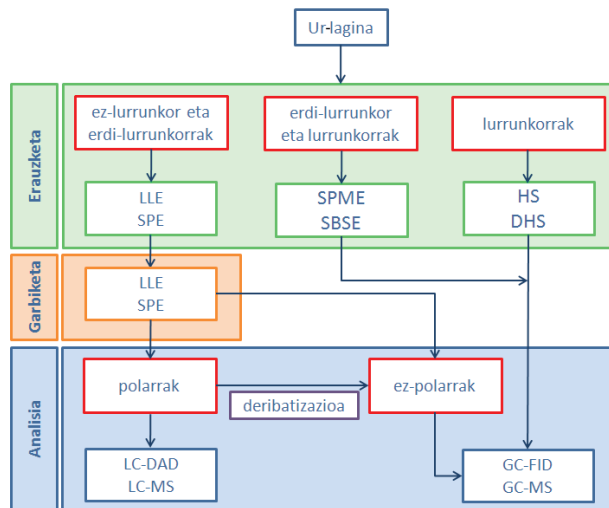 Ur-lagina
Erauzketa
ez-lurrunkor eta
erdi-lurrunkorrak
erdi-lurrunkor
eta lurrunkorrak
lurrunkorrak
LLE
SPE
SPME
SBSE
HS
DHS
Garbiketa
LLE
SPE
Analisia
polarrak
deribatizazioa
ez-polarrak
LC-DAD
LC-MS
GC-FID
GC-MS